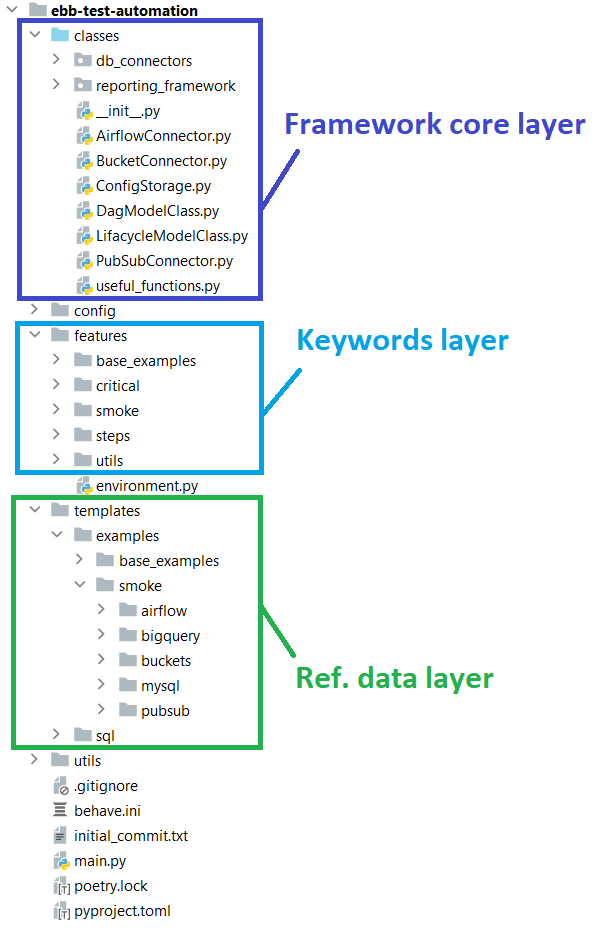 ebb-test-automation
classes
db_connectors
reporting_framework
__init__.py
AirflowConnector.py
Framework core layer
BucketConnector.py
ConfigStorage.py
DagModelClass.py
LifacycleModelClass.py
PubSubConnector.py
useful_functions.py
config
features
Keywords layer
base_examples
critical
smoke
steps
utils
environment.py
templates
examples
base_examples
smoke
airflow
bigquery
buckets
Ref. data layer
mysql
pubsub
sql
utils
.gitignore
behave.ini
initial_commit.txt
main.py
poetry.lock
pyproject.toml